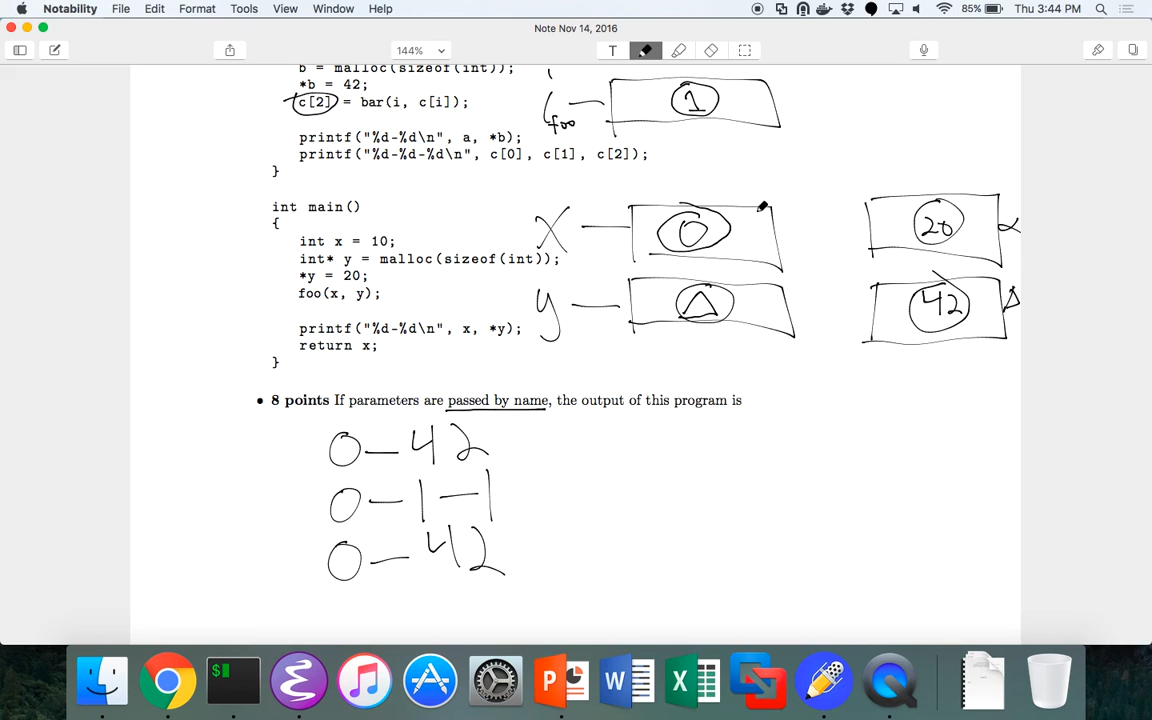 Notability File Edit Tools Format View Window Help 85% Thu 3:44 PM
Note Nov 14, 2016
144% T
b = malloc(sizeof(int));
*b = 42;
c[2] = bar(i, c[i]);
foo
1
printf("%d-%d\n", a, *b);
printf("%d-%d-%d\n", c[0], c[1], c[2]);
}
int main()
{
int x = 10;
int* y = malloc(sizeof(int));
*y = 20;
foo(x, y);
x 0 20 α
y Δ 42 Δ
printf("%d-%d\n", x, *y);
return x;
}
• 8 points If parameters are passed by name, the output of this program is
0-42
0-1-1
0-42
$
P W X